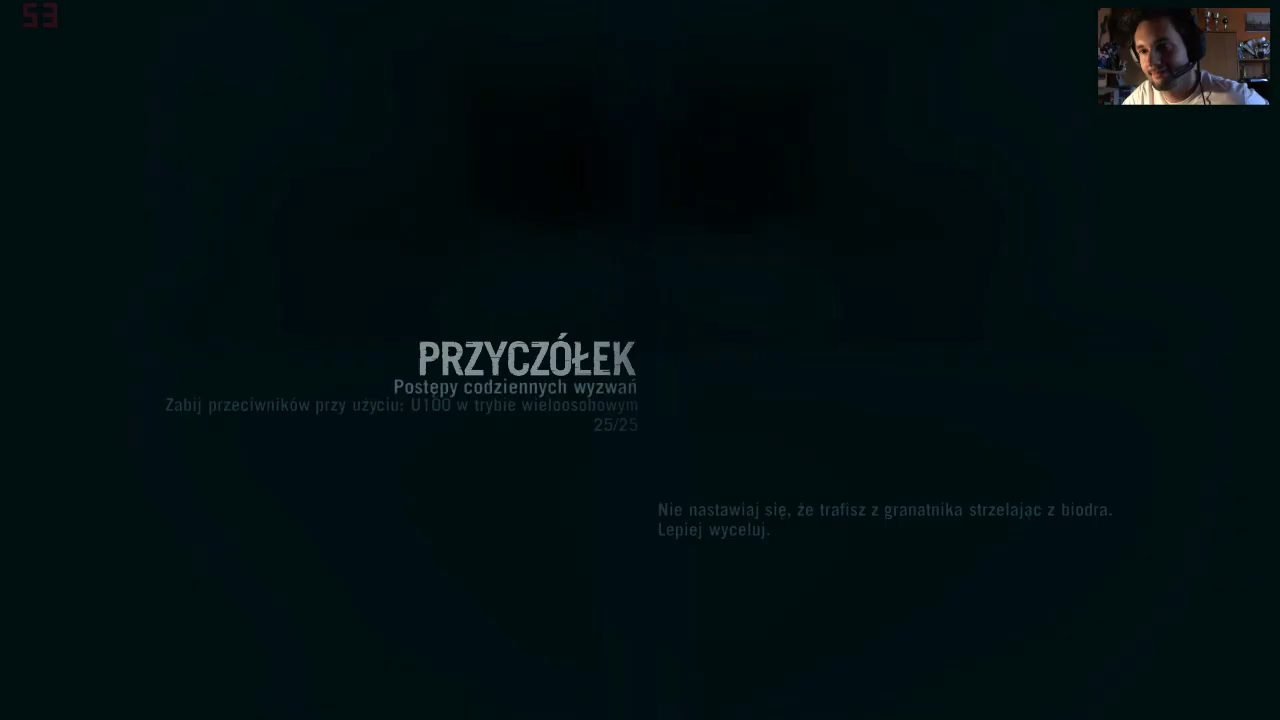 53
PRZYCZÓŁEK
Postępy codziennych wyzwań
Zabij przeciwników przy użyciu: U100 w trybie wieloosobowym
25/25
Nie nastawiaj się, że trafisz z granatnika strzelając z biodra.
Lepiej wyceluj.